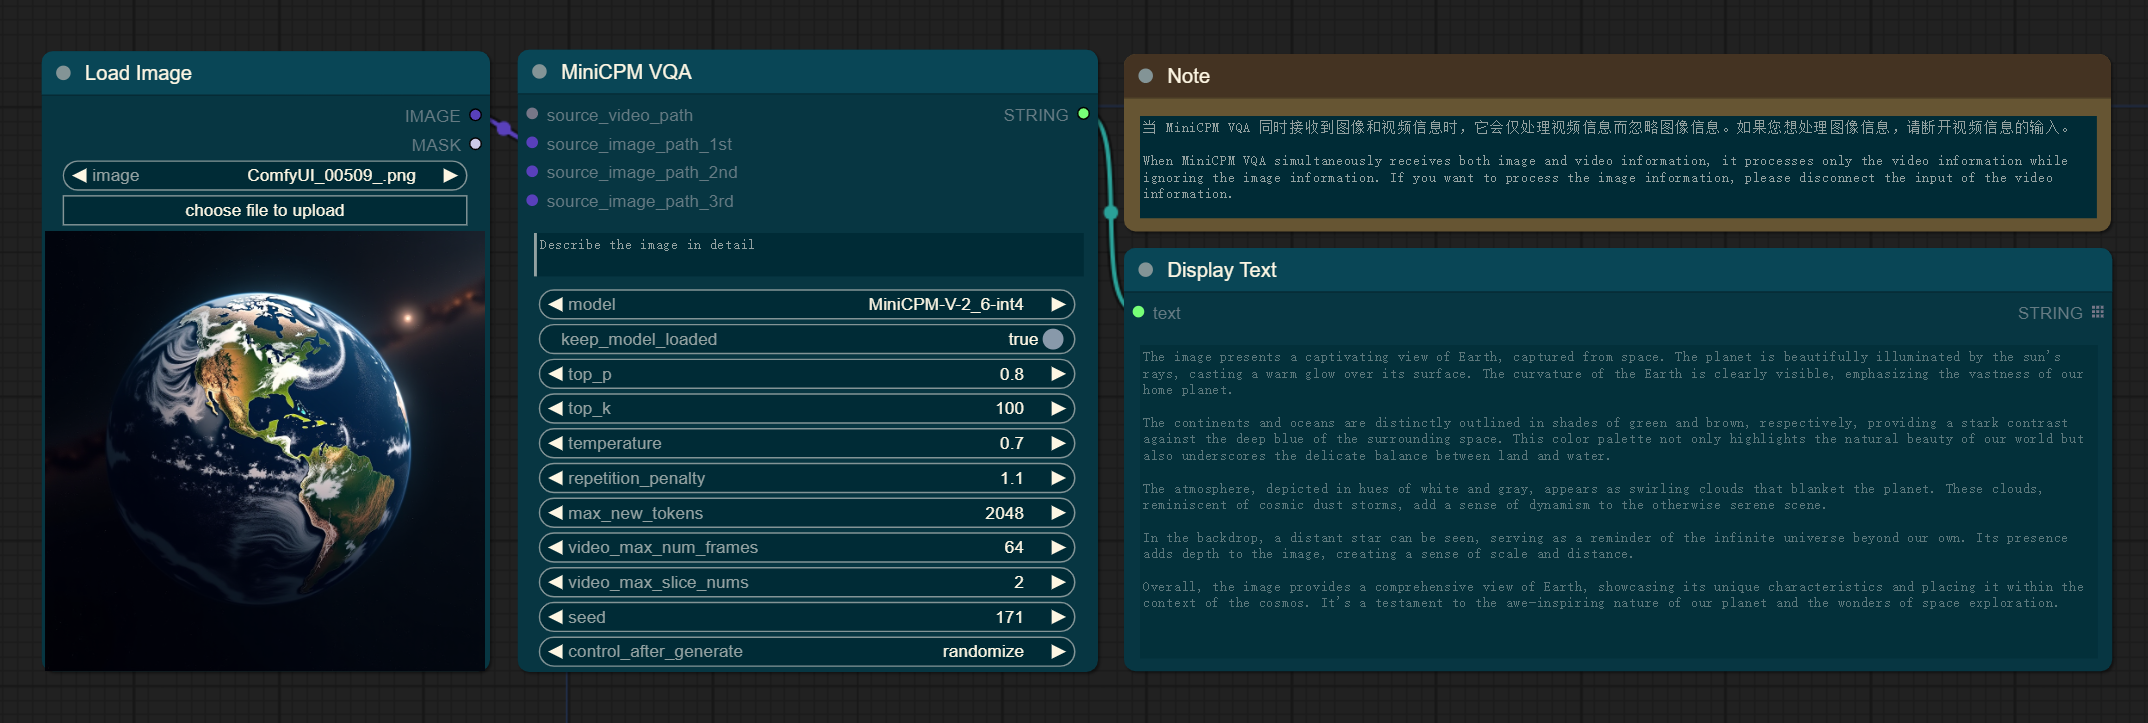 Load Image
IMAGE
MASK
image ComfyUI_00509_.png
choose file to upload
MiniCPM VQA
source_video_path STRING
source_image_path_1st
source_image_path_2nd
source_image_path_3rd
Describe the image in detail
model MiniCPM-V-2_6-int4
keep_model_loaded true
top_p 0.8
top_k 100
temperature 0.7
repetition_penalty 1.1
max_new_tokens 2048
video_max_num_frames 64
video_max_slice_nums 2
seed 171
control_after_generate randomize
Note
当 MiniCPM VQA 同时接收到图像和视频信息时，它会仅处理视频信息而忽略图像信息。如果您想处理图像信息，请断开视频信息的输入。
When MiniCPM VQA simultaneously receives both image and video information, it processes only the video information while
ignoring the image information. If you want to process the image information, please disconnect the input of the video
information.
Display Text
text STRING
The image presents a captivating view of Earth, captured from space. The planet is beautifully illuminated by the sun's
rays, casting a warm glow over its surface. The curvature of the Earth is clearly visible, emphasizing the vastness of our
home planet.
The continents and oceans are distinctly outlined in shades of green and brown, respectively, providing a stark contrast
against the deep blue of the surrounding space. This color palette not only highlights the natural beauty of our world but
also underscores the delicate balance between land and water.
The atmosphere, depicted in hues of white and gray, appears as swirling clouds that blanket the planet. These clouds,
reminiscent of cosmic dust storms, add a sense of dynamism to the otherwise serene scene.
In the backdrop, a distant star can be seen, serving as a reminder of the infinite universe beyond our own. Its presence
adds depth to the image, creating a sense of scale and distance.
Overall, the image provides a comprehensive view of Earth, showcasing its unique characteristics and placing it within the
context of the cosmos. It's a testament to the awe-inspiring nature of our planet and the wonders of space exploration.